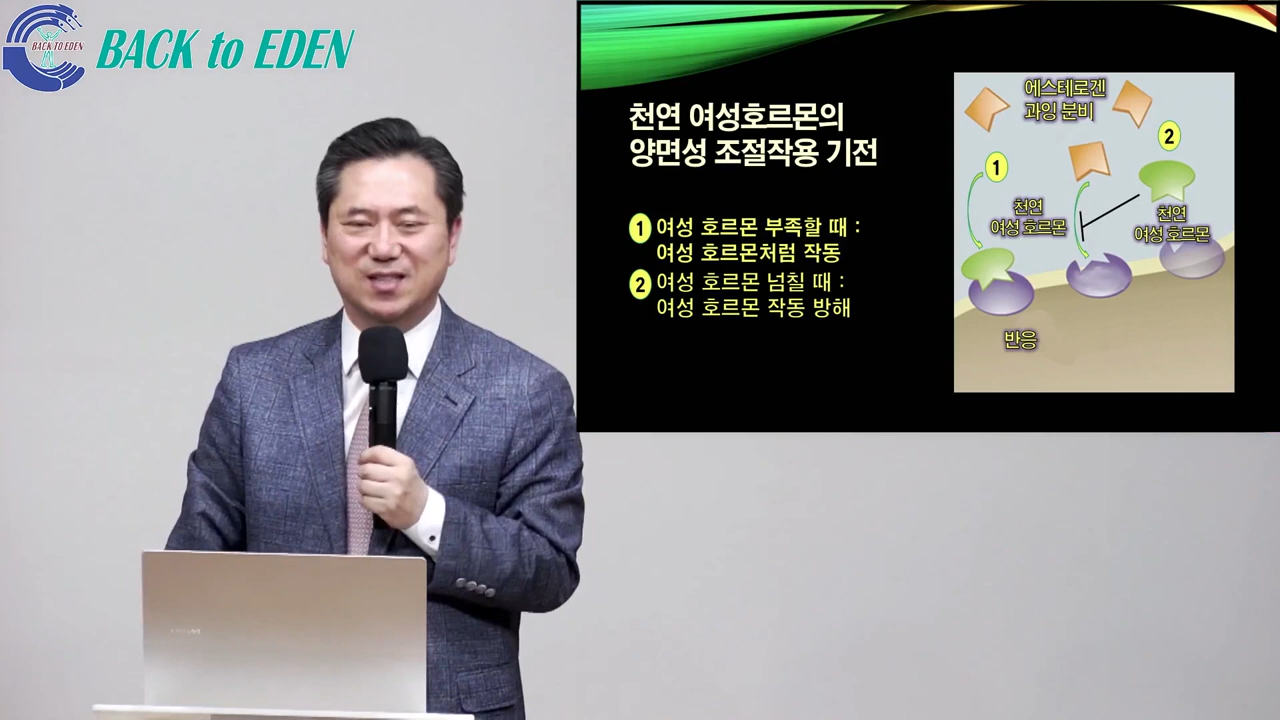 BACK TO EDEN
BACK to EDEN
천연 여성호르몬의
양면성 조절작용 기전
1 여성 호르몬 부족할 때 :
여성 호르몬처럼 작동
2 여성 호르몬 넘칠 때 :
여성 호르몬 작동 방해
에스테로겐
과잉 분비
1
2
천연
여성 호르몬
천연
여성 호르몬
반응